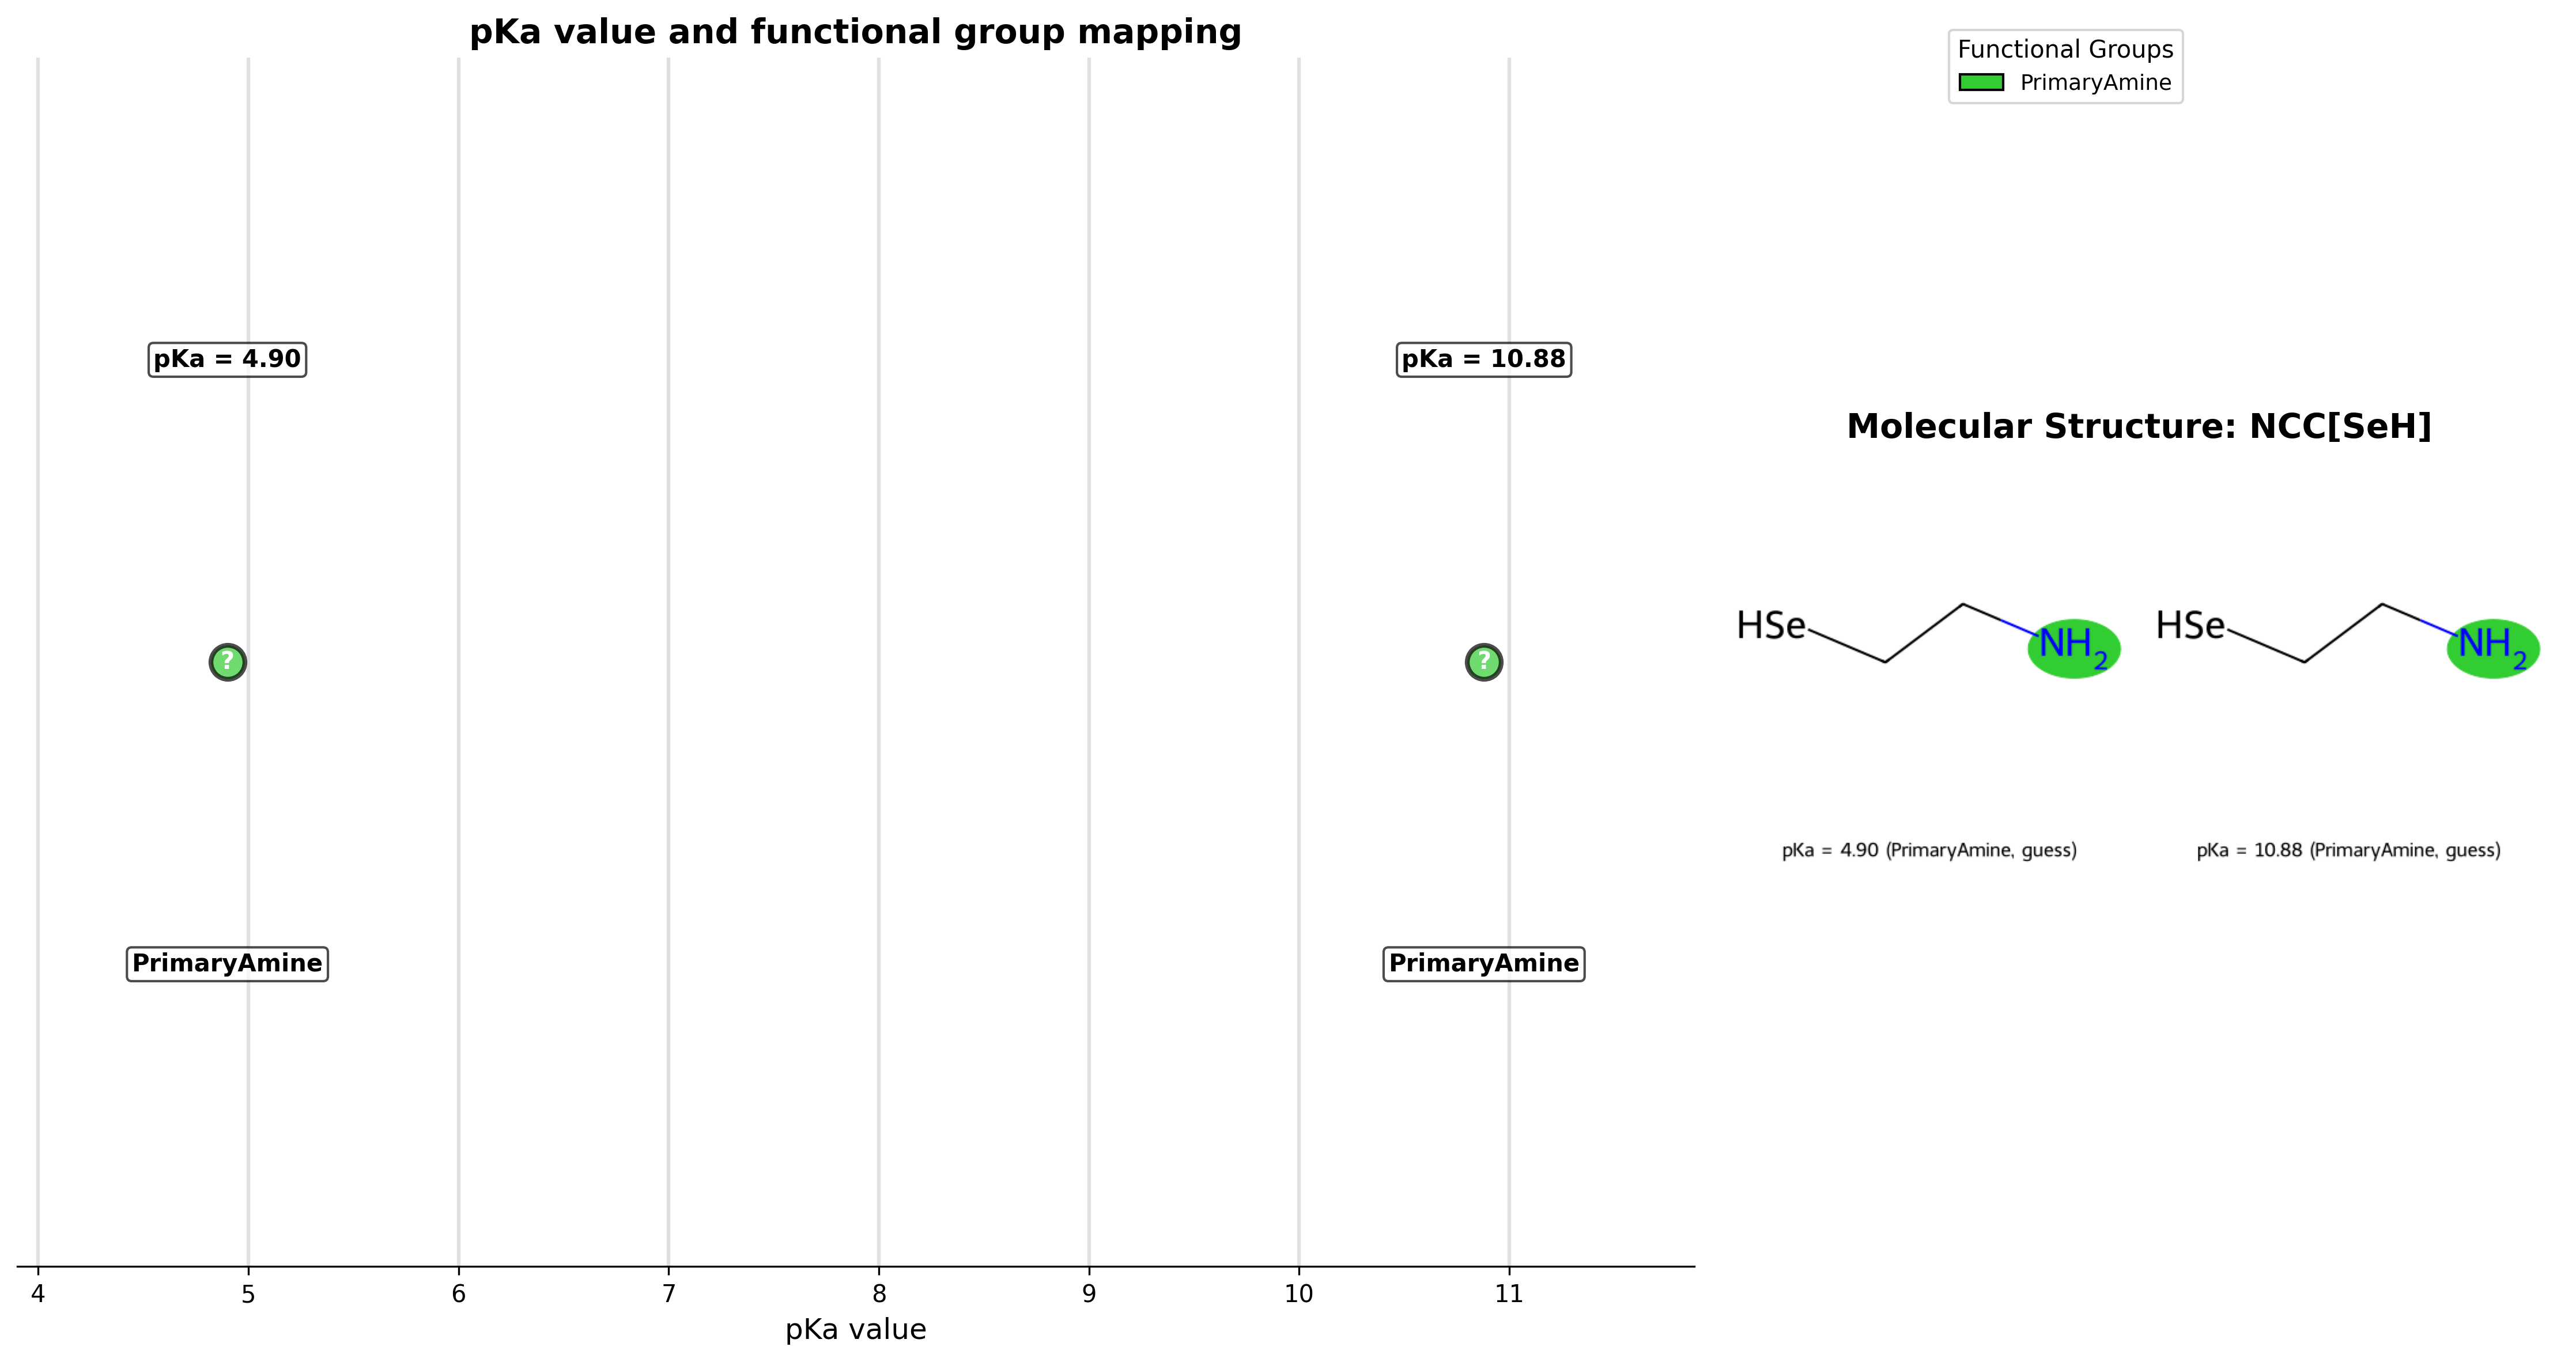 pKa value and functional group mapping
Functional Groups
PrimaryAmine
pKa = 4.90
pKa = 10.88
?
?
PrimaryAmine
PrimaryAmine
4 5 6 7 8 9 10 11
pKa value
Molecular Structure: NCC[SeH]
HSe
NH2
HSe
NH2
pKa = 4.90 (PrimaryAmine, guess)
pKa = 10.88 (PrimaryAmine, guess)